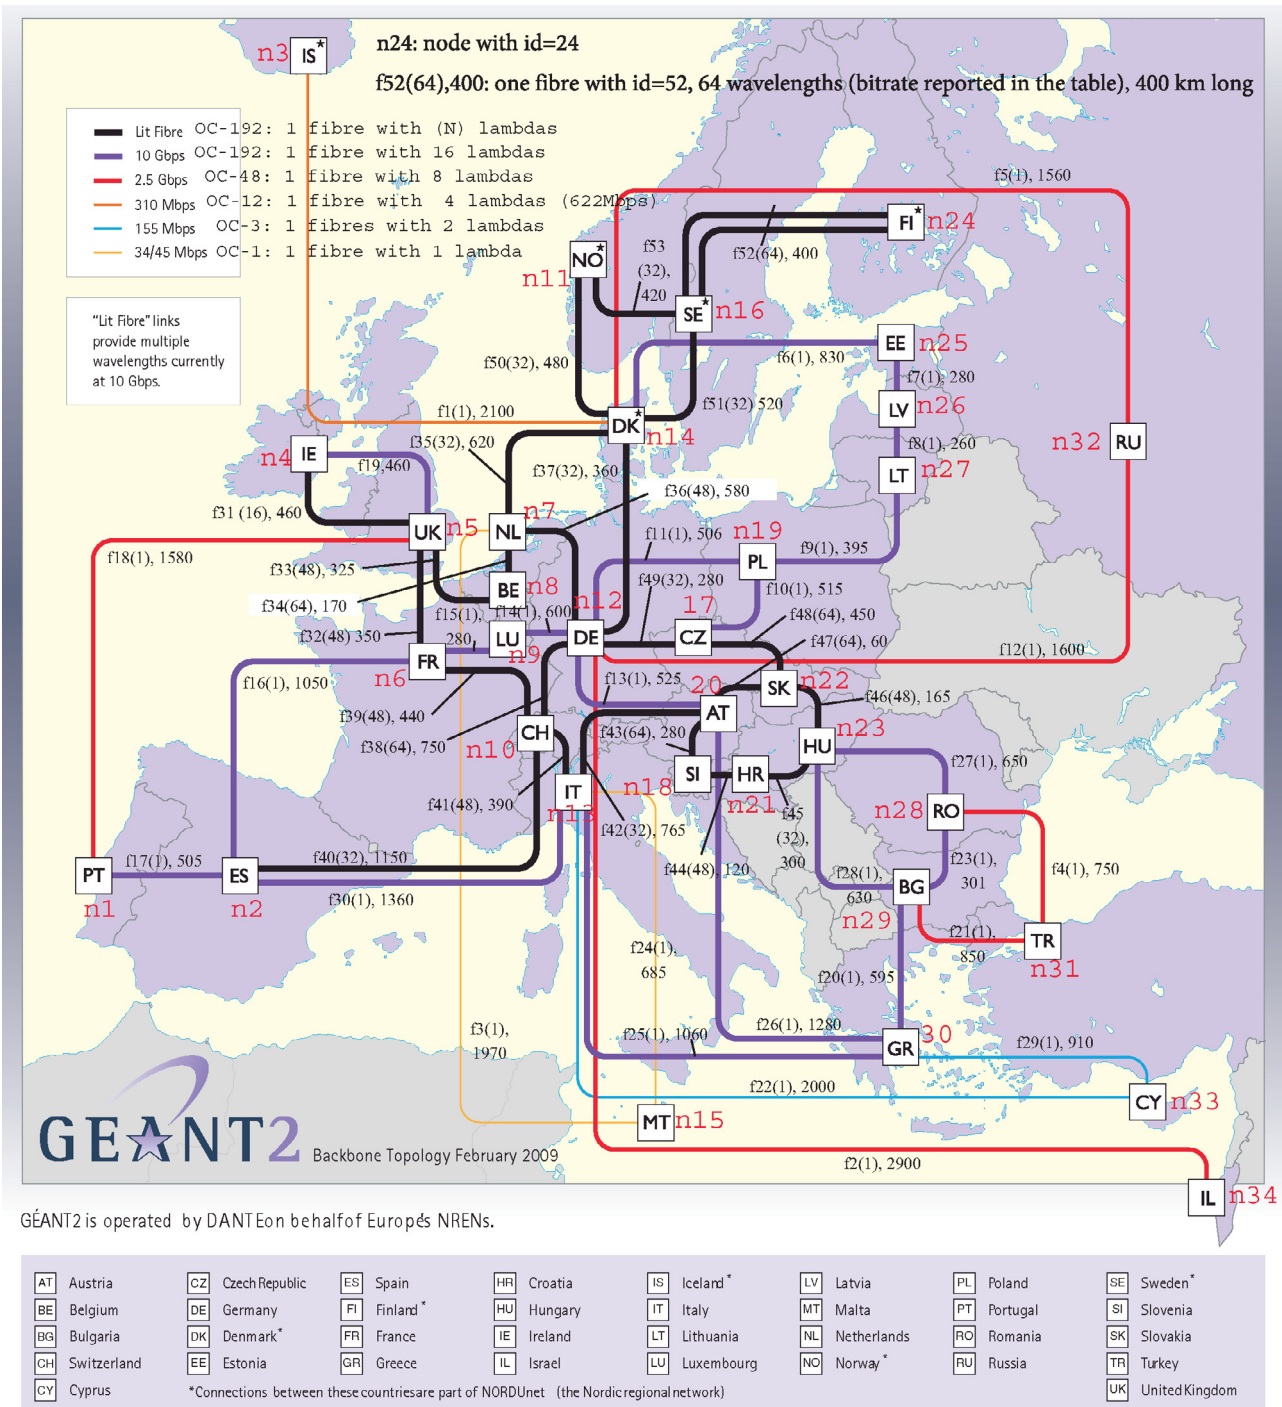 n3 IS*
n24: node with id=24
f52(64),400: one fibre with id=52, 64 wavelengths (bitrate reported in the table), 400 km long
Lit Fibre OC-192: 1 fibre with (N) lambdas
10 Gbps OC-192: 1 fibre with 16 lambdas
2.5 Gbps OC-48: 1 fibre with 8 lambdas
310 Mbps OC-12: 1 fibre with 4 lambdas (622Mbps)
155 Mbps OC-3: 1 fibres with 2 lambdas
34/45 Mbps OC-1: 1 fibre with 1 lambda
"Lit Fibre" links
provide multiple
wavelengths currently
at 10 Gbps.
f5(1), 1560
FI* n24
f53
(32),
420
f52(64), 400
NO*
n11
SE* n16
EE n25
f6(1), 830
f50(32), 480
f7(1), 280
LV n26
f51(32) 520
f1(1), 2100
DK*
n14
f35(32), 620
f8(1), 260
n32 RU
n4 IE
f19,460
f37(32), 360
LT n27
f36(48), 580
f31 (16), 460
n7
UK n5
NL
n19
f11(1), 506
f9(1), 395
f18(1), 1580
PL
f33(48), 325
f49(32), 280
f10(1), 515
BE n8
n12
17
f34(64), 170
f15(1),
280
f14(1), 600
f48(64), 450
f32(48) 350
LU
n9
DE
CZ
f47(64), 60
f12(1), 1600
FR
n6
f16(1), 1050
f13(1), 525
20
SK n22
f46(48), 165
f39(48), 440
AT
n23
f38(64), 750
n10
CH
f43(64), 280
HU
f27(1), 650
SI
n18
HR
n21
IT
n13
f41(48), 390
f42(32), 765
f45
(32),
300
n28 RO
f44(48), 120
f40(32), 1150
f17(1), 505
PT
n1
ES
n2
f30(1), 1360
f28(1),
630
f23(1),
301
f4(1), 750
BG
n29
f21(1),
850
TR
n31
f24(1),
685
f20(1), 595
f3(1),
1970
f25(1), 1060
f26(1), 1280
GR
30
f29(1), 910
f22(1), 2000
CY n33
MT n15
GEANT2 Backbone Topology February 2009
f2(1), 2900
IL n34
GÉANT2 is operated by DANTEon behalfof Europe's NRENs.
AT Austria
BE Belgium
BG Bulgaria
CH Switzerland
CY Cyprus
CZ Czech Republic
DE Germany
DK Denmark*
EE Estonia
ES Spain
FI Finland*
FR France
GR Greece
HR Croatia
HU Hungary
IE Ireland
IL Israel
IS Iceland*
IT Italy
LT Lithuania
LU Luxembourg
LV Latvia
MT Malta
NL Netherlands
NO Norway*
PL Poland
PT Portugal
RO Romania
RU Russia
SE Sweden*
SI Slovenia
SK Slovakia
TR Turkey
UK United Kingdom
*Connections between these countriesare part of NORDUnet (the Nordic regional network)